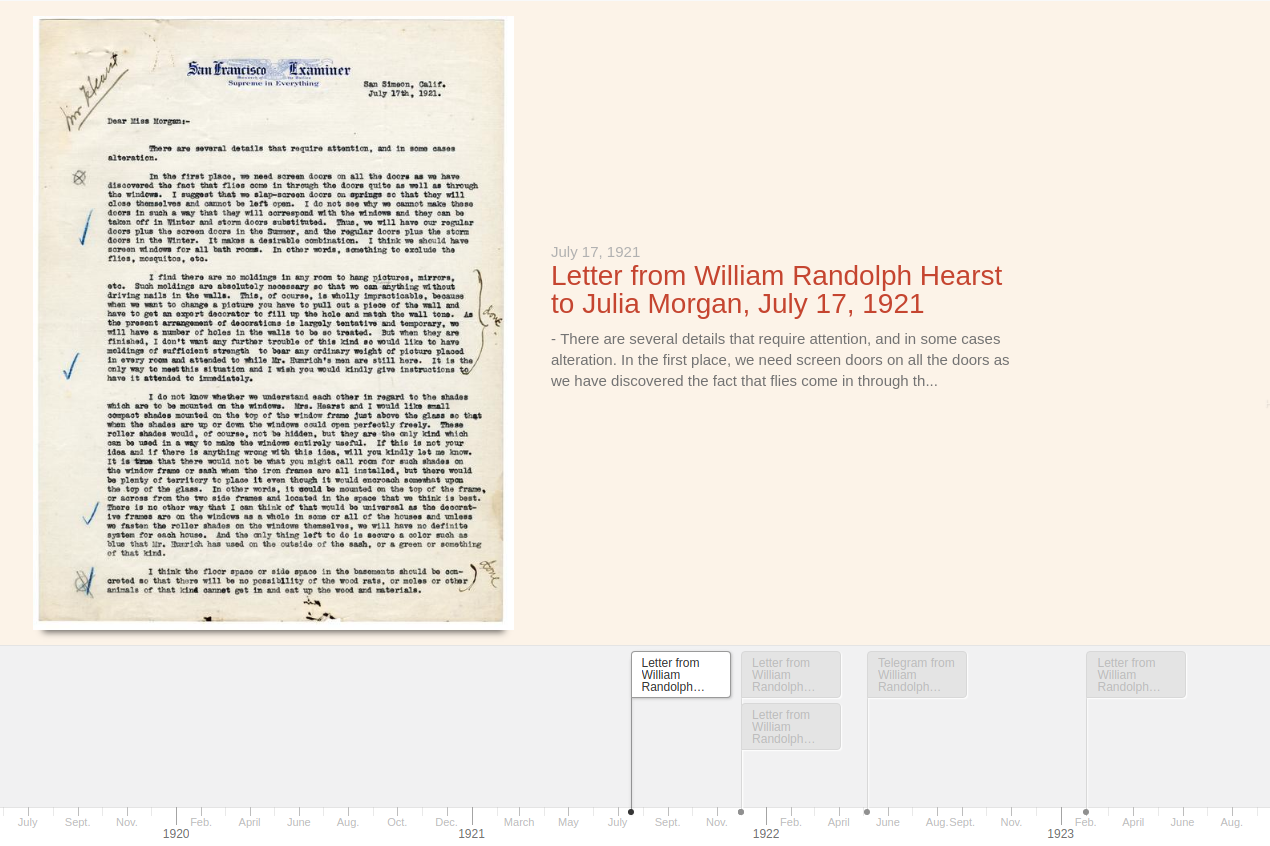 Mr Hearst
San Francisco Examiner
Supreme in Everything
San Simeon, Calif.
July 17th, 1921.
Dear Miss Morgan:-
There are several details that require attention, and in some cases
alteration.
In the first place, we need screen doors on all the doors as we have
discovered the fact that flies come in through the doors quite as well as through
the windows. I suggest that we slap-screen doors on springs so that they will
close themselves and cannot be left open. I do not see why we cannot make these
doors in such a way that they will correspond with the windows and they can be
taken off in Winter and storm doors substituted. Thus, we will have our regular
doors plus the screen doors in the Summer, and the regular doors plus the storm
doors in the Winter. It makes a desirable combination. I think we should have
screen windows for all bath rooms. In other words, something to exclude the
flies, mosquitos, etc.
I find there are no moldings in any room to hang pictures, mirrors,
etc. Such moldings are absolutely necessary so that we can anything without
driving nails in the walls. This, of course, is wholly impracticable, because
when we want to change a picture you have to pull out a piece of the wall and
have to get an expert decorator to fill up the hole and match the wall tone. As
the present arrangement of decorations is largely tentative and temporary, we
will have a number of holes in the walls to be so treated. But when they are
finished, I don't want any further trouble of this kind so would like to have
moldings of sufficient strength to bear any ordinary weight of picture placed
in every room and attended to while Mr. Humrich's men are still here. It is the
only way to meet this situation and I wish you would kindly give instructions to
have it attended to immediately.
done.
I do not know whether we understand each other in regard to the shades
which are to be mounted on the windows. Mrs. Hearst and I would like small
compact shades mounted on the top of the window frame just above the glass so that
when the shades are up or down the windows could open perfectly freely. These
roller shades would, of course, not be hidden, but they are the only kind which
can be used in a way to make the windows entirely useful. If this is not your
idea and if there is anything wrong with this idea, will you kindly let me know.
It is true that there would not be what you might call room for such shades on
the window frame or sash when the iron frames are all installed, but there would
be plenty of territory to place it even though it would encroach somewhat upon
the top of the glass. In other words, it would be mounted on the top of the frame,
or across from the two side frames and located in the space that we think is best.
There is no other way that I can think of that would be universal as the decorat-
ive frames are on the windows as a whole in some or all of the houses and unless
we fasten the roller shades on the windows themselves, we will have no definite
system for each house. And the only thing left to do is secure a color such as
blue that Mr. Humrich has used on the outside of the sash, or a green or something
of that kind.
I think the floor space or side space in the basements should be con-
creted so that there will be no possibility of the wood rats, or moles or other
animals of that kind cannot get in and eat up the wood and materials.
done
July 17, 1921
Letter from William Randolph Hearst
to Julia Morgan, July 17, 1921
- There are several details that require attention, and in some cases
alteration. In the first place, we need screen doors on all the doors as
we have discovered the fact that flies come in through th...
Letter from
William
Randolph…
Letter from
William
Randolph…
Telegram from
William
Randolph…
Letter from
William
Randolph…
Letter from
William
Randolph…
July Sept. Nov. Feb. April June Aug. Oct. Dec. March May July Sept. Nov. Feb. April June Aug. Sept. Nov. Feb. April June Aug.
1920 1921 1922 1923